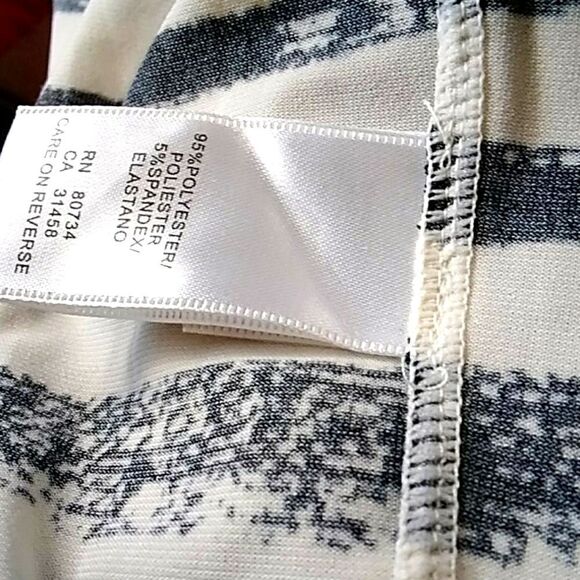 95%POLYESTER/
POLIESTER
5%SPANDEX/
ELASTANO
RN 80734
CA 31458
CARE ON REVERSE